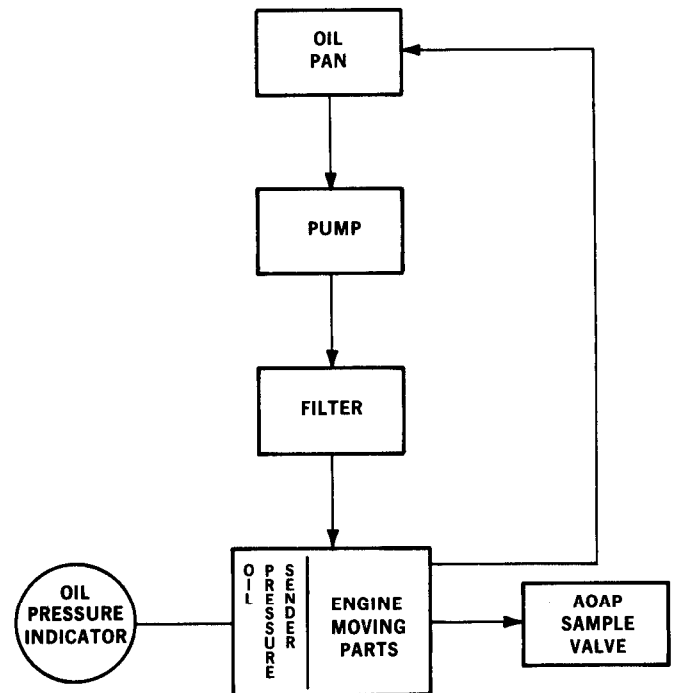 OIL
PAN
PUMP
FILTER
OIL
PRESSURE
SENDER
ENGINE
MOVING
PARTS
OIL
PRESSURE
INDICATOR
AOAP
SAMPLE
VALVE